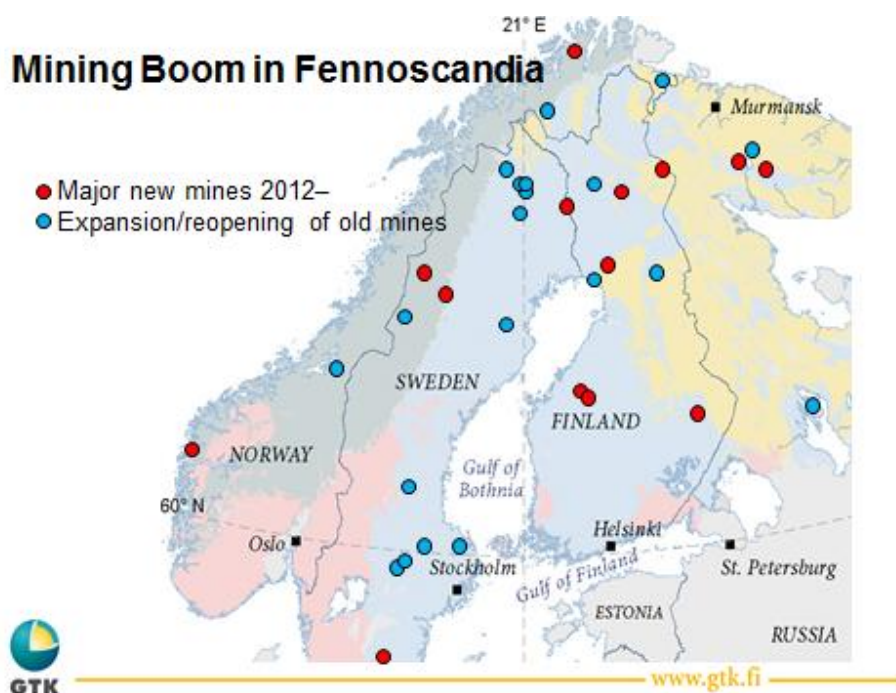 21° E
Mining Boom in Fennoscandia
Murmansk
Major new mines 2012–
Expansion/reopening of old mines
SWEDEN
FINLAND
NORWAY
Gulf of
Bothnia
60° N
Oslo
Helsinki
Stockholm
Gulf of Finland
St. Petersburg
ESTONIA
RUSSIA
GTK
www.gtk.fi